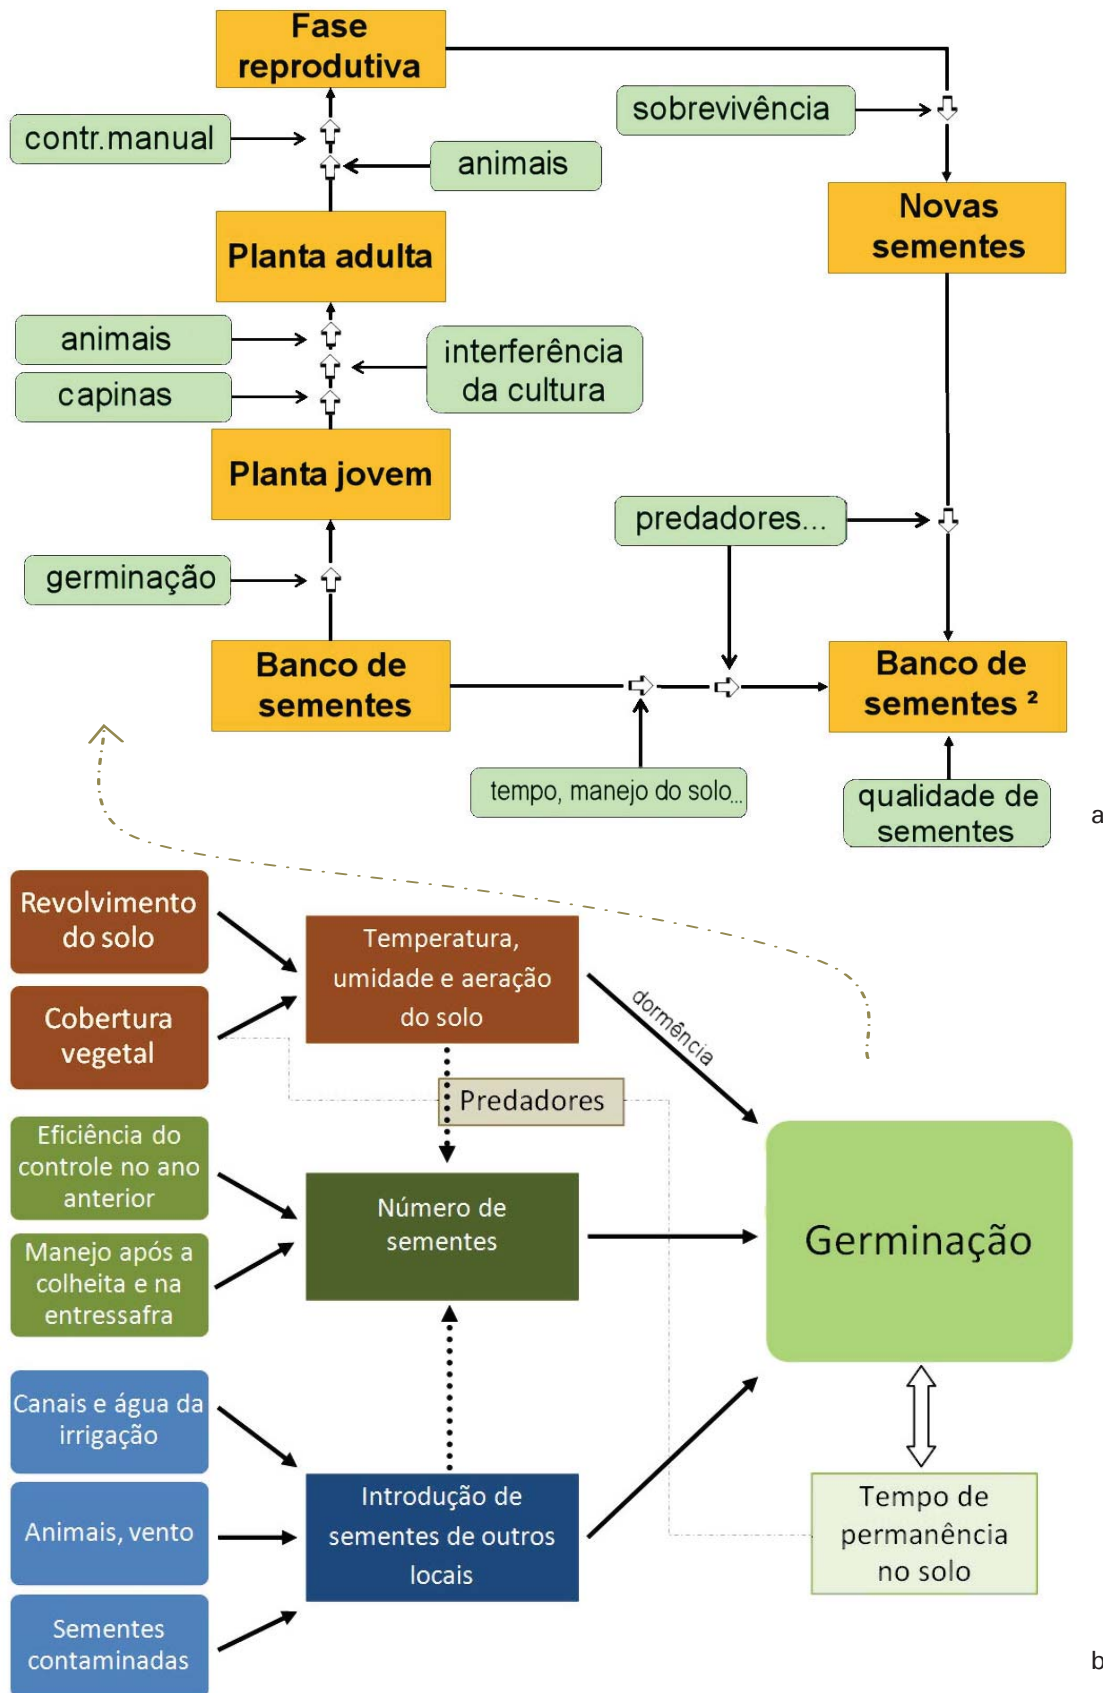 Fase
reprodutiva
sobrevivência
contr.manual
animais
Novas
sementes
Planta adulta
animais
interferência
da cultura
capinas
Planta jovem
predadores...
germinação
Banco de
sementes
Banco de
sementes ²
tempo, manejo do solo...
qualidade de
sementes
a
Revolvimento
do solo
Temperatura,
umidade e aeração
do solo
dormência
Cobertura
vegetal
Predadores
Eficiência do
controle no ano
anterior
Número de
sementes
Germinação
Manejo após a
colheita e na
entressafra
Canais e água da
irrigação
Introdução de
sementes de outros
locais
Tempo de
permanência
no solo
Animais, vento
Sementes
contaminadas
b